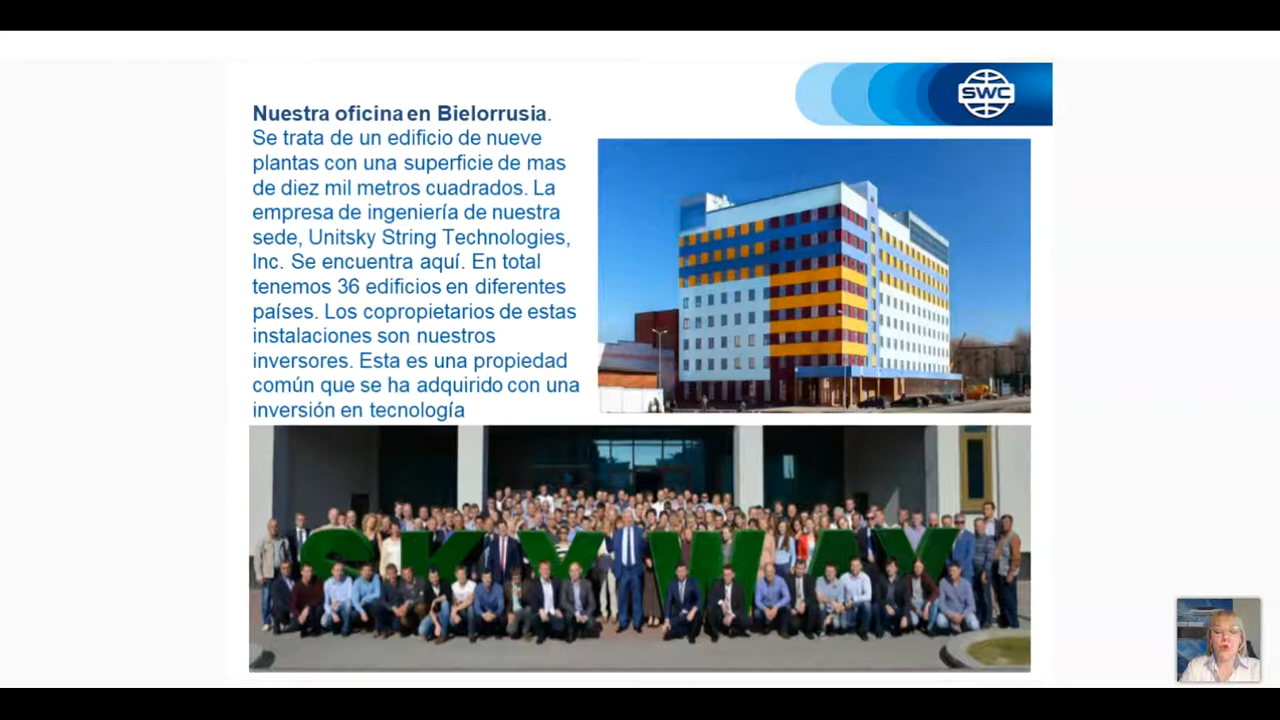 SWC
Nuestra oficina en Bielorrusia.
Se trata de un edificio de nueve
plantas con una superficie de mas
de diez mil metros cuadrados. La
empresa de ingeniería de nuestra
sede, Unitsky String Technologies,
Inc. Se encuentra aquí. En total
tenemos 36 edificios en diferentes
países. Los copropietarios de estas
instalaciones son nuestros
inversores. Esta es una propiedad
común que se ha adquirido con una
inversión en tecnología
SKY WAY